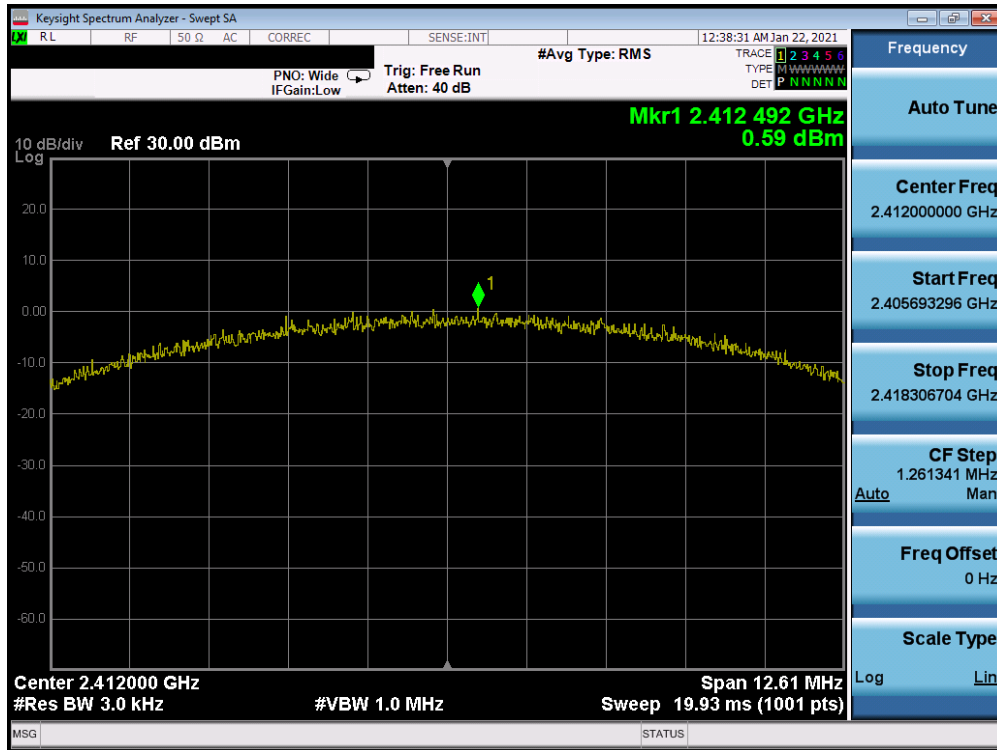 Keysight Spectrum Analyzer - Swept SA
LXI RL RF 50 Ω AC CORREC SENSE:INT 12:38:31 AM Jan 22, 2021
#Avg Type: RMS TRACE 1 2 3 4 5 6
PNO: Wide Trig: Free Run TYPE M WWWWW
IFGain:Low Atten: 40 dB DET P N N N N N
Mkr1 2.412 492 GHz
0.59 dBm
10 dB/div Ref 30.00 dBm
Log
20.0
10.0
1
0.00
-10.0
-20.0
-30.0
-40.0
-50.0
-60.0
Center 2.412000 GHz Span 12.61 MHz
#Res BW 3.0 kHz #VBW 1.0 MHz Sweep 19.93 ms (1001 pts)
MSG STATUS
Frequency
Auto Tune
Center Freq
2.412000000 GHz
Start Freq
2.405693296 GHz
Stop Freq
2.418306704 GHz
CF Step
1.261341 MHz
Auto Man
Freq Offset
0 Hz
Scale Type
Log Lin